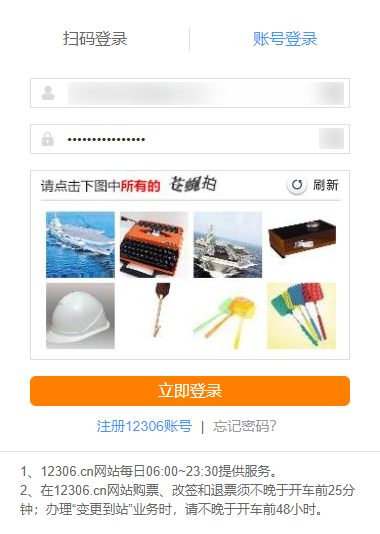 扫码登录 账号登录
••••••••••••••••
请点击下图中所有的 苍蝇拍 刷新
立即登录
注册12306账号 | 忘记密码?
1、12306.cn网站每日06:00~23:30提供服务。
2、在12306.cn网站购票、改签和退票须不晚于开车前25分
钟；办理“变更到站”业务时，请不晚于开车前48小时。